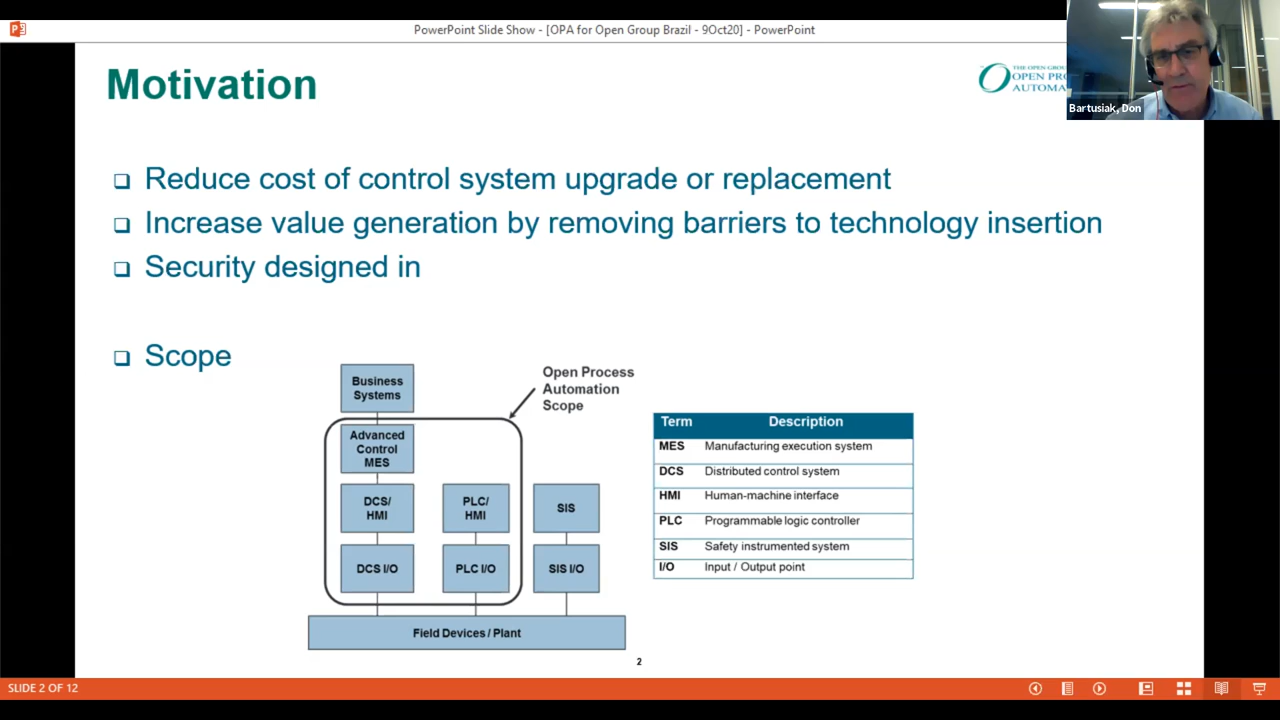 PowerPoint Slide Show - [OPA for Open Group Brazil - 9Oct20] - PowerPoint
Motivation
THE OPEN
OPEN
Bartusiak, Don
Reduce cost of control system upgrade or replacement
Increase value generation by removing barriers to technology insertion
Security designed in
Scope
Open Process
Automation
Scope
Business
Systems
Advanced
Control
MES
DCS/
HMI
PLC/
HMI
SIS
DCS I/O
PLC I/O
SIS I/O
Field Devices / Plant
Term Description
MES Manufacturing execution system
DCS Distributed control system
HMI Human-machine interface
PLC Programmable logic controller
SIS Safety instrumented system
I/O Input / Output point
2
SLIDE 2 OF 12